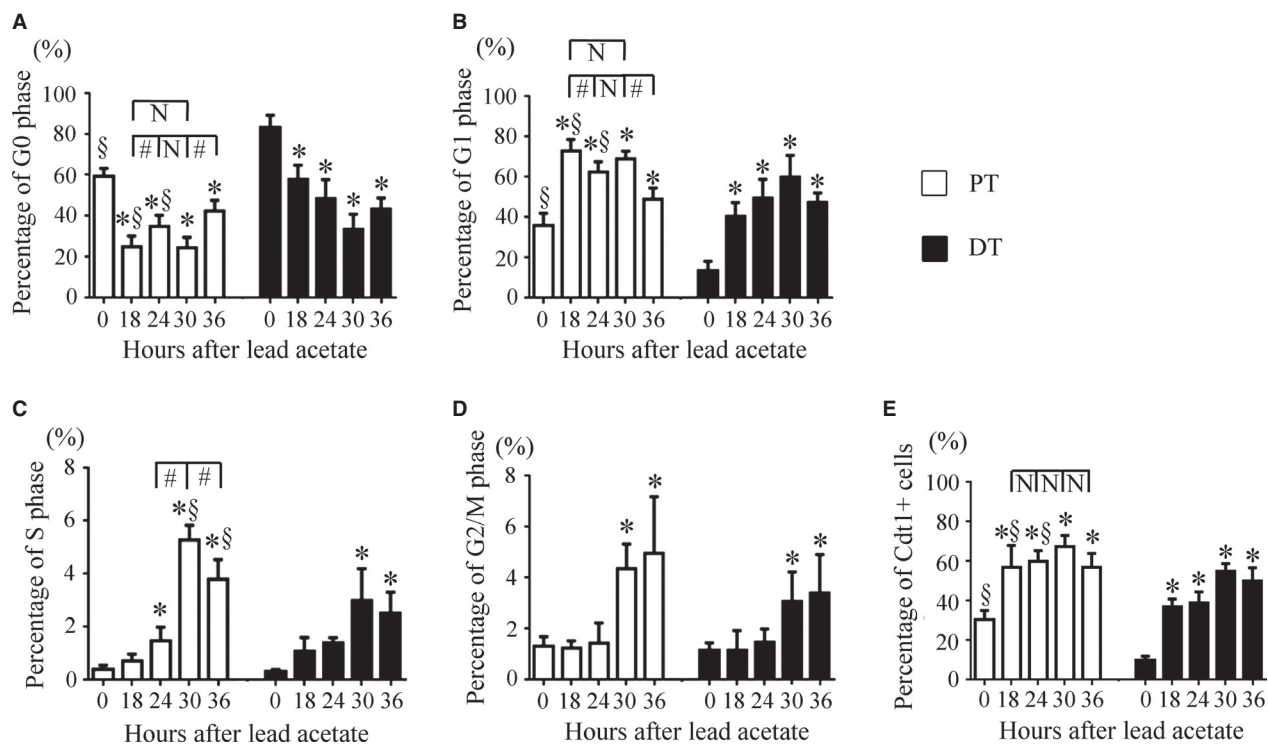 A
(%)
Percentage of G0 phase
100
80
60
40
20
0
N
# N #
§ *§ *§ * *
* * * *
0 18 24 30 36 0 18 24 30 36
Hours after lead acetate
B
(%)
Percentage of G1 phase
100
80
60
40
20
0
N
# N #
§ *§ *§ * *
* * * *
0 18 24 30 36 0 18 24 30 36
Hours after lead acetate
PT
DT
C
(%)
Percentage of S phase
8
6
4
2
0
# #
* *§ *§
* *
0 18 24 30 36 0 18 24 30 36
Hours after lead acetate
D
(%)
Percentage of G2/M phase
8
6
4
2
0
* *
* *
0 18 24 30 36 0 18 24 30 36
Hours after lead acetate
E
(%)
Percentage of Cdt1+ cells
100
80
60
40
20
0
N N N
§ *§ *§ * *
* * * *
0 18 24 30 36 0 18 24 30 36
Hours after lead acetate